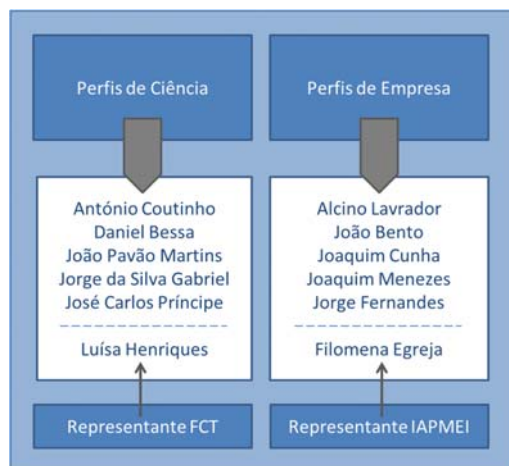 Perfis de Ciência
Perfis de Empresa
António Coutinho
Daniel Bessa
João Pavão Martins
Jorge da Silva Gabriel
José Carlos Príncipe
Luísa Henriques
Alcino Lavrador
João Bento
Joaquim Cunha
Joaquim Menezes
Jorge Fernandes
Filomena Egreja
Representante FCT
Representante IAPMEI